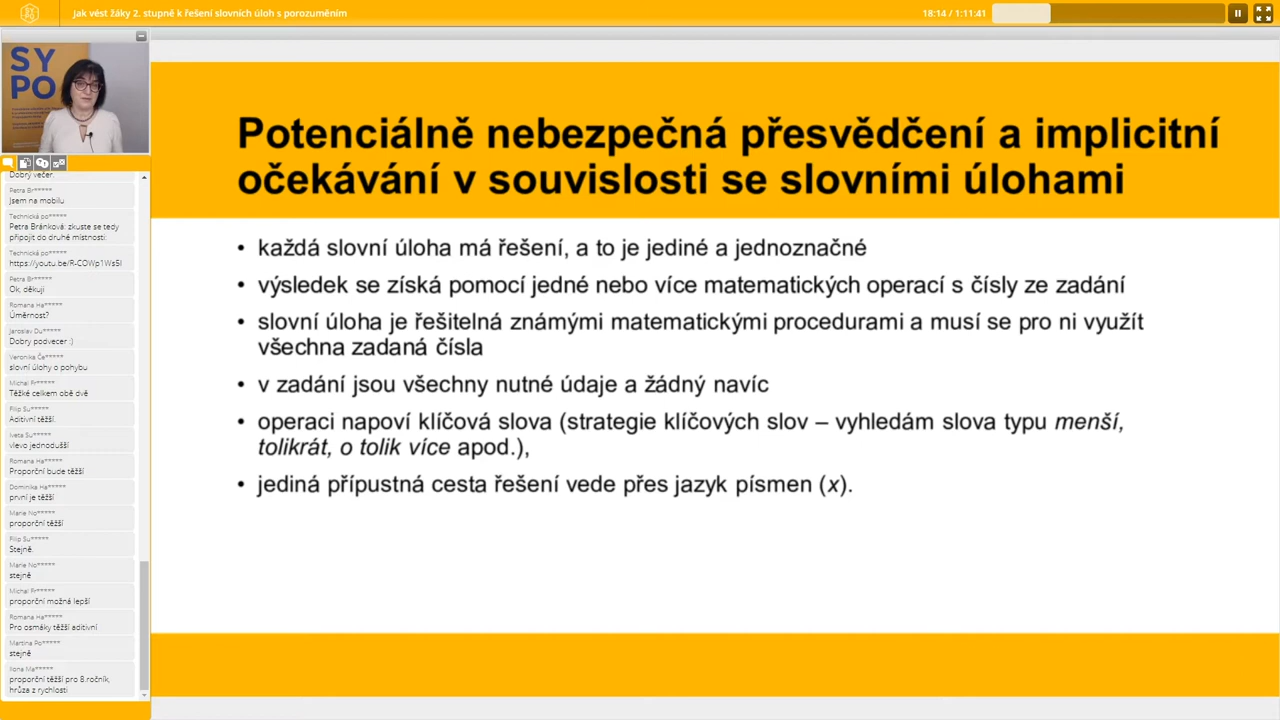 Jak vést žáky 2. stupně k řešení slovních úloh s porozuměním
18:14 / 1:11:41
SY
PO
Potenciálně nebezpečná přesvědčení a implicitní
očekávání v souvislosti se slovními úlohami
• každá slovní úloha má řešení, a to je jediné a jednoznačné
• výsledek se získá pomocí jedné nebo více matematických operací s čísly ze zadání
• slovní úloha je řešitelná známými matematickými procedurami a musí se pro ni využít
všechna zadaná čísla
• v zadání jsou všechny nutné údaje a žádný navíc
• operaci napoví klíčová slova (strategie klíčových slov – vyhledám slova typu menší,
tolikrát, o tolik více apod.),
• jediná přípustná cesta řešení vede přes jazyk písmen (x).
Dobrý večer.
Petra Br*****
Jsem na mobilu
Technická po*****
Petra Bránková: zkuste se tedy
připojit do druhé místnosti:
Technická po*****
https://youtu.be/R-COWp1Ws5I
Petra Br*****
Ok, děkuji
Romana Ha*****
Úměrnost?
Jaroslav Du*****
Dobry podvecer :)
Veronika Ča*****
slovní úlohy o pohybu
Michal Fr*****
Těžké celkem obě dvě
Filip Su*****
Aditivní těžší.
Iveta Su*****
vlevo jednodušší
Romana Ha*****
Proporční bude těžší
Dominika Ha*****
první je těžší
Marie No*****
proporční těžší
Filip Su*****
Stejně.
Marie No*****
stejně
Michal Fr*****
proporční možná lepší
Romana Ha*****
Pro osmáky těžší aditivní
Martina Po*****
stejně
Ilona Ma*****
proporční těžší pro 8.ročník,
hrůza z rychlosti